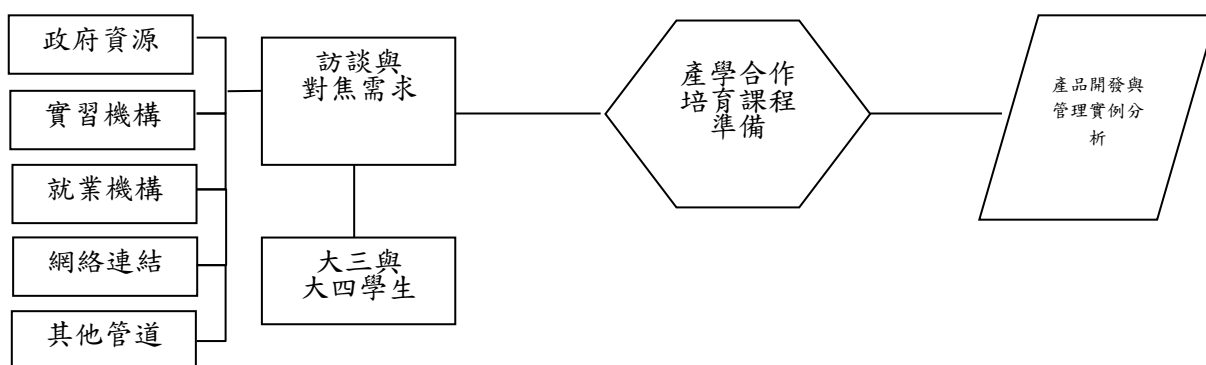 政府資源
實習機構
就業機構
網絡連結
其他管道
訪談與
對焦需求
大三與
大四學生
產學合作
培育課程
準備
產品開發與
管理實例分
析